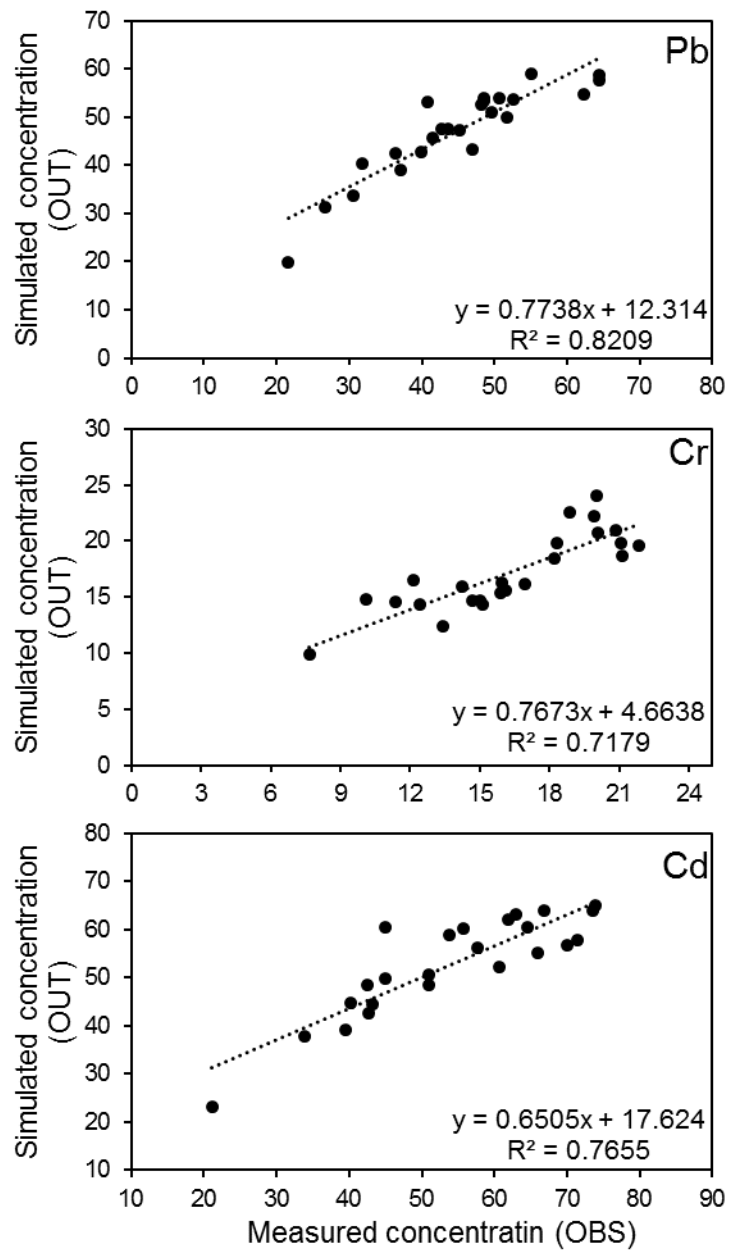 Pb
Simulated concentration
(OUT)
70
60
50
40
30
20
10
0
y = 0.7738x + 12.314
R² = 0.8209
0 10 20 30 40 50 60 70 80
Cr
Simulated concentration
(OUT)
30
25
20
15
10
5
0
y = 0.7673x + 4.6638
R² = 0.7179
0 3 6 9 12 15 18 21 24
Cd
Simulated concentration
(OUT)
80
70
60
50
40
30
20
10
y = 0.6505x + 17.624
R² = 0.7655
10 20 30 40 50 60 70 80 90
Measured concentratin (OBS)